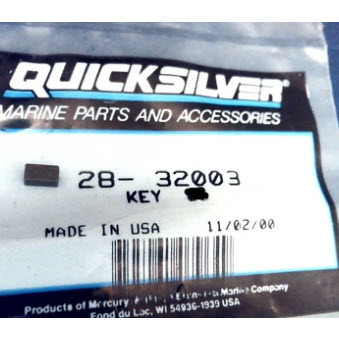 QUICKSILVER®
MARINE PARTS AND ACCESSORIES
28- 32003
KEY
MADE IN USA 11/02/00
Products of Mercury Marine Company
Fond du Lac, WI 54936-1939 USA